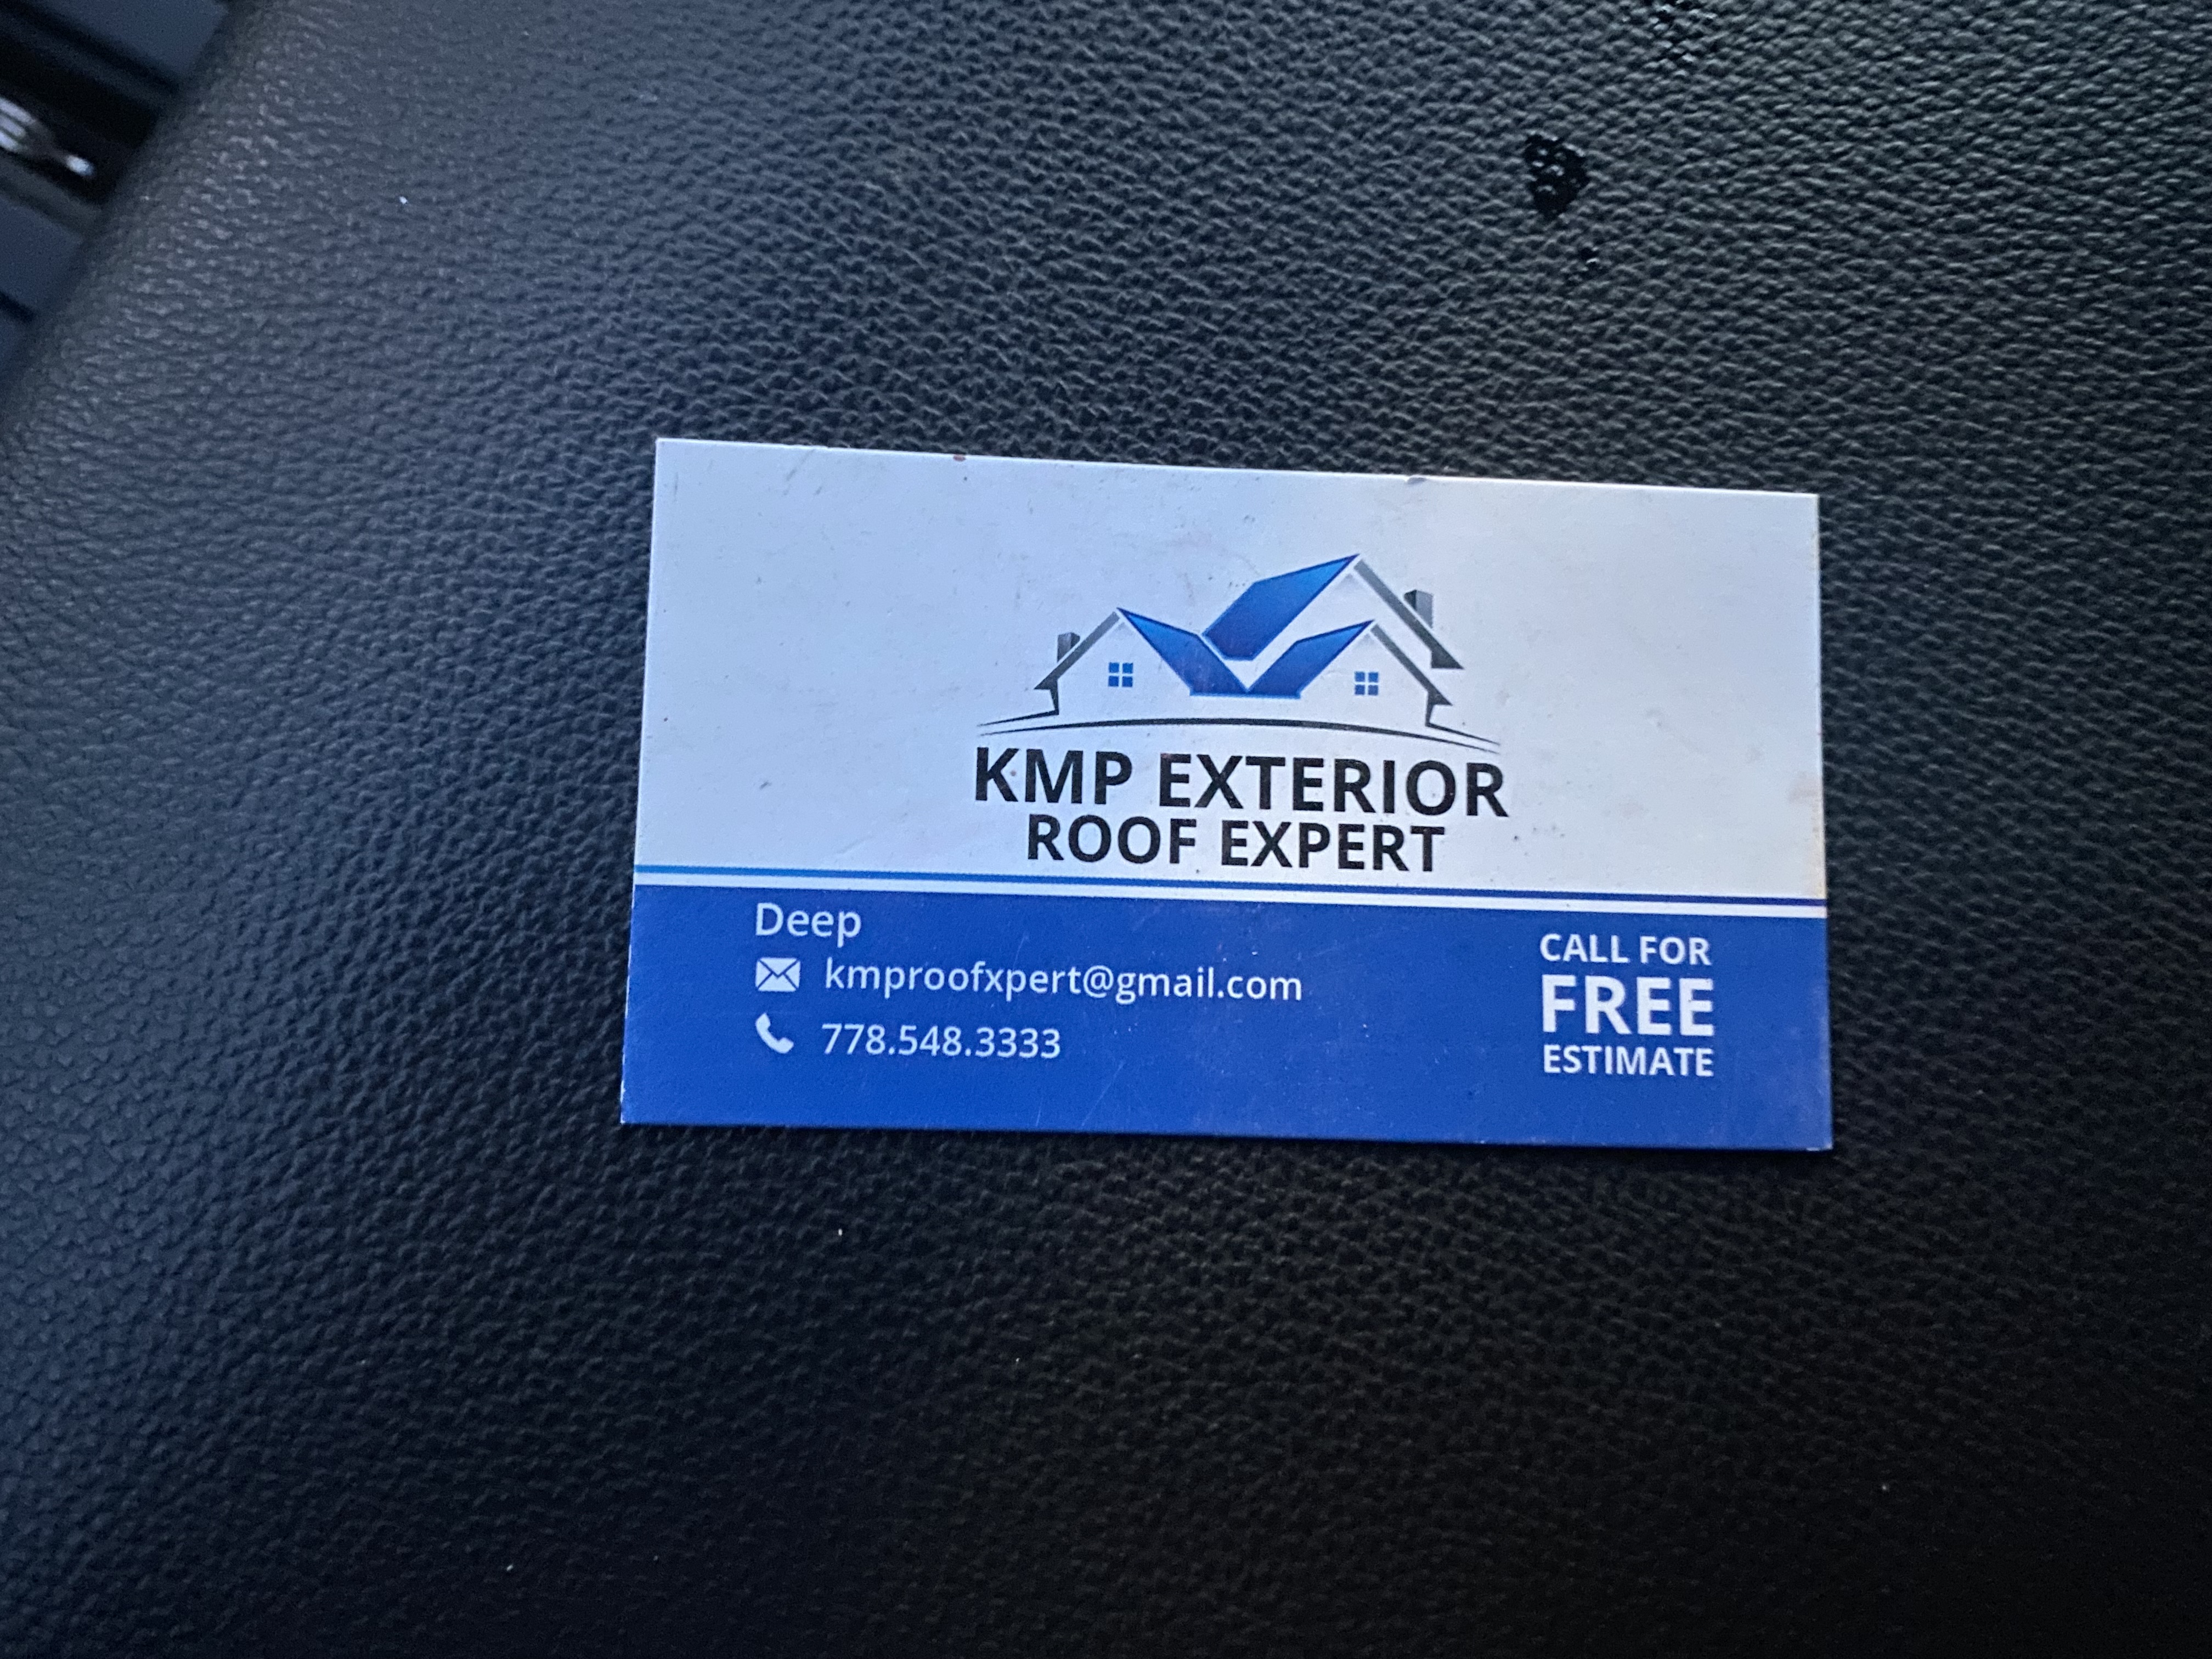 KMP EXTERIOR
ROOF EXPERT
Deep
kmproofxpert@gmail.com
778.548.3333
CALL FOR
FREE
ESTIMATE